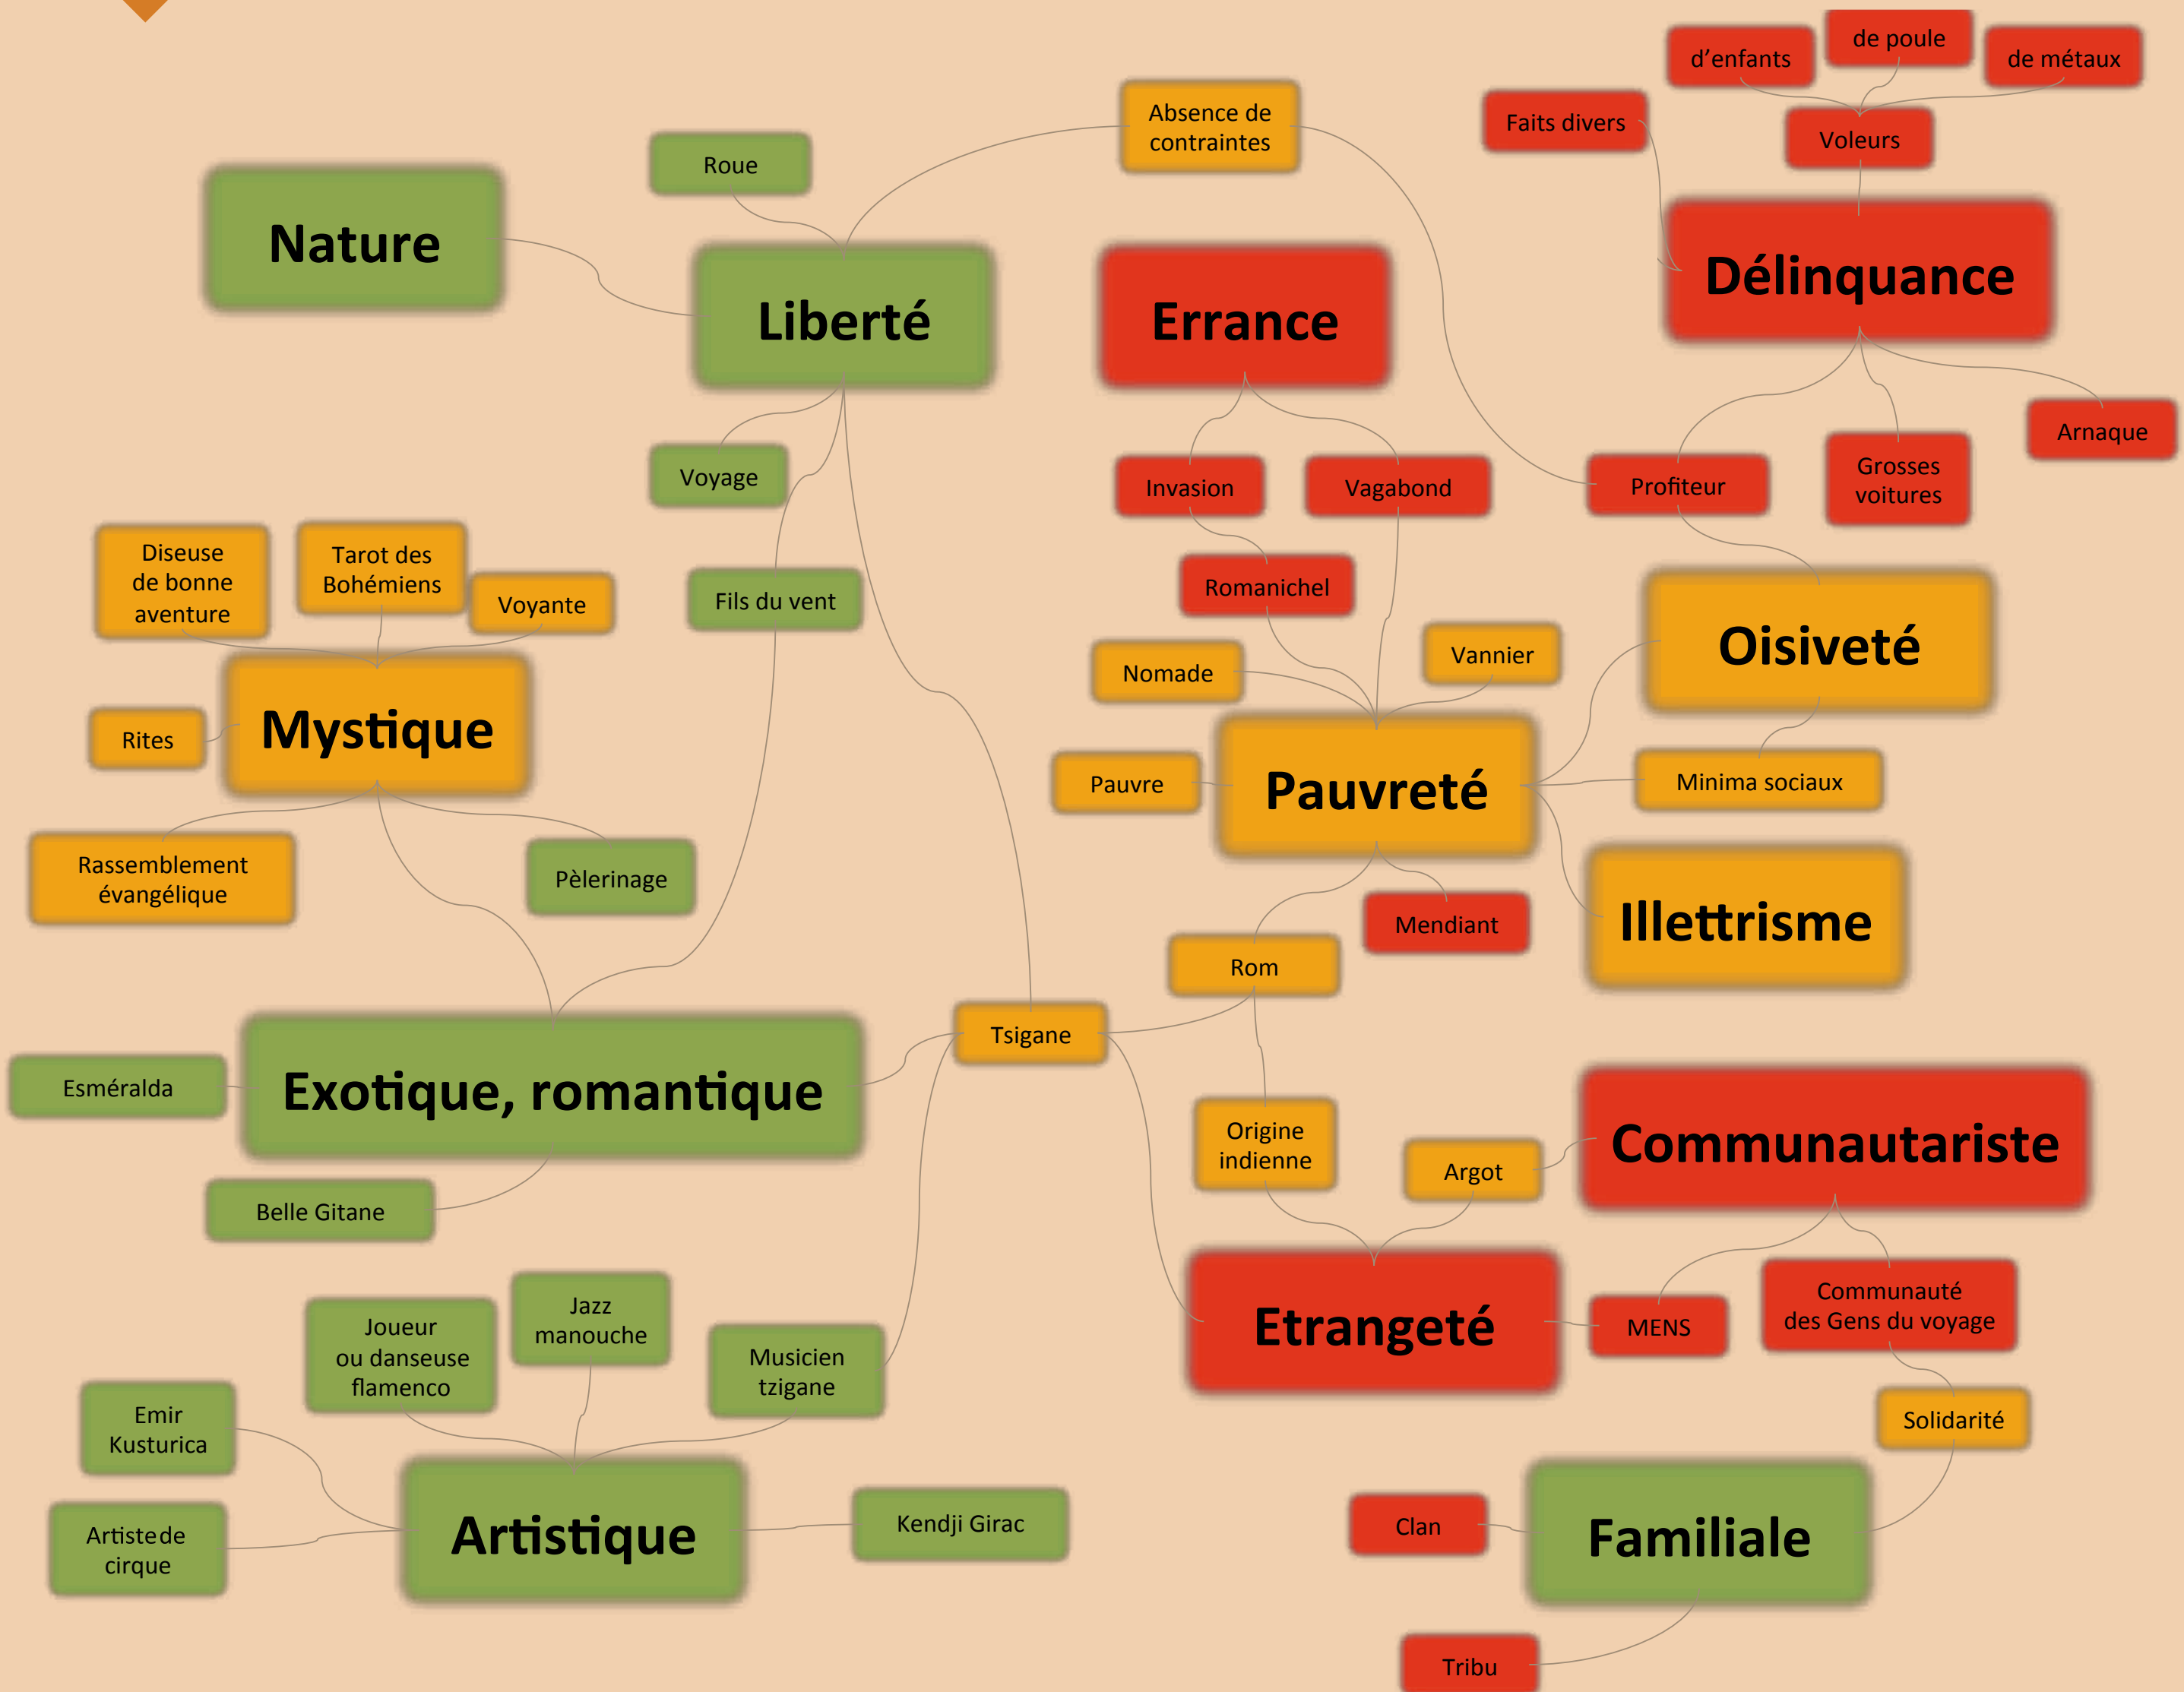 d'enfants
de poule
de métaux
Faits divers
Voleurs
Absence de
contraintes
Roue
Nature
Liberté
Errance
Délinquance
Voyage
Invasion
Vagabond
Profiteur
Grosses
voitures
Arnaque
Diseuse
de bonne
aventure
Tarot des
Bohémiens
Voyante
Fils du vent
Romanichel
Nomade
Vannier
Oisiveté
Rites
Mystique
Pauvre
Pauvreté
Minima sociaux
Rassemblement
évangélique
Pèlerinage
Mendiant
Illettrisme
Rom
Tsigane
Esméralda
Exotique, romantique
Origine
indienne
Argot
Communautariste
Belle Gitane
Joueur
ou danseuse
flamenco
Jazz
manouche
Musicien
tzigane
Etrangeté
MENS
Communauté
des Gens du voyage
Emir
Kusturica
Solidarité
Artiste de
cirque
Artistique
Kendji Girac
Clan
Familiale
Tribu